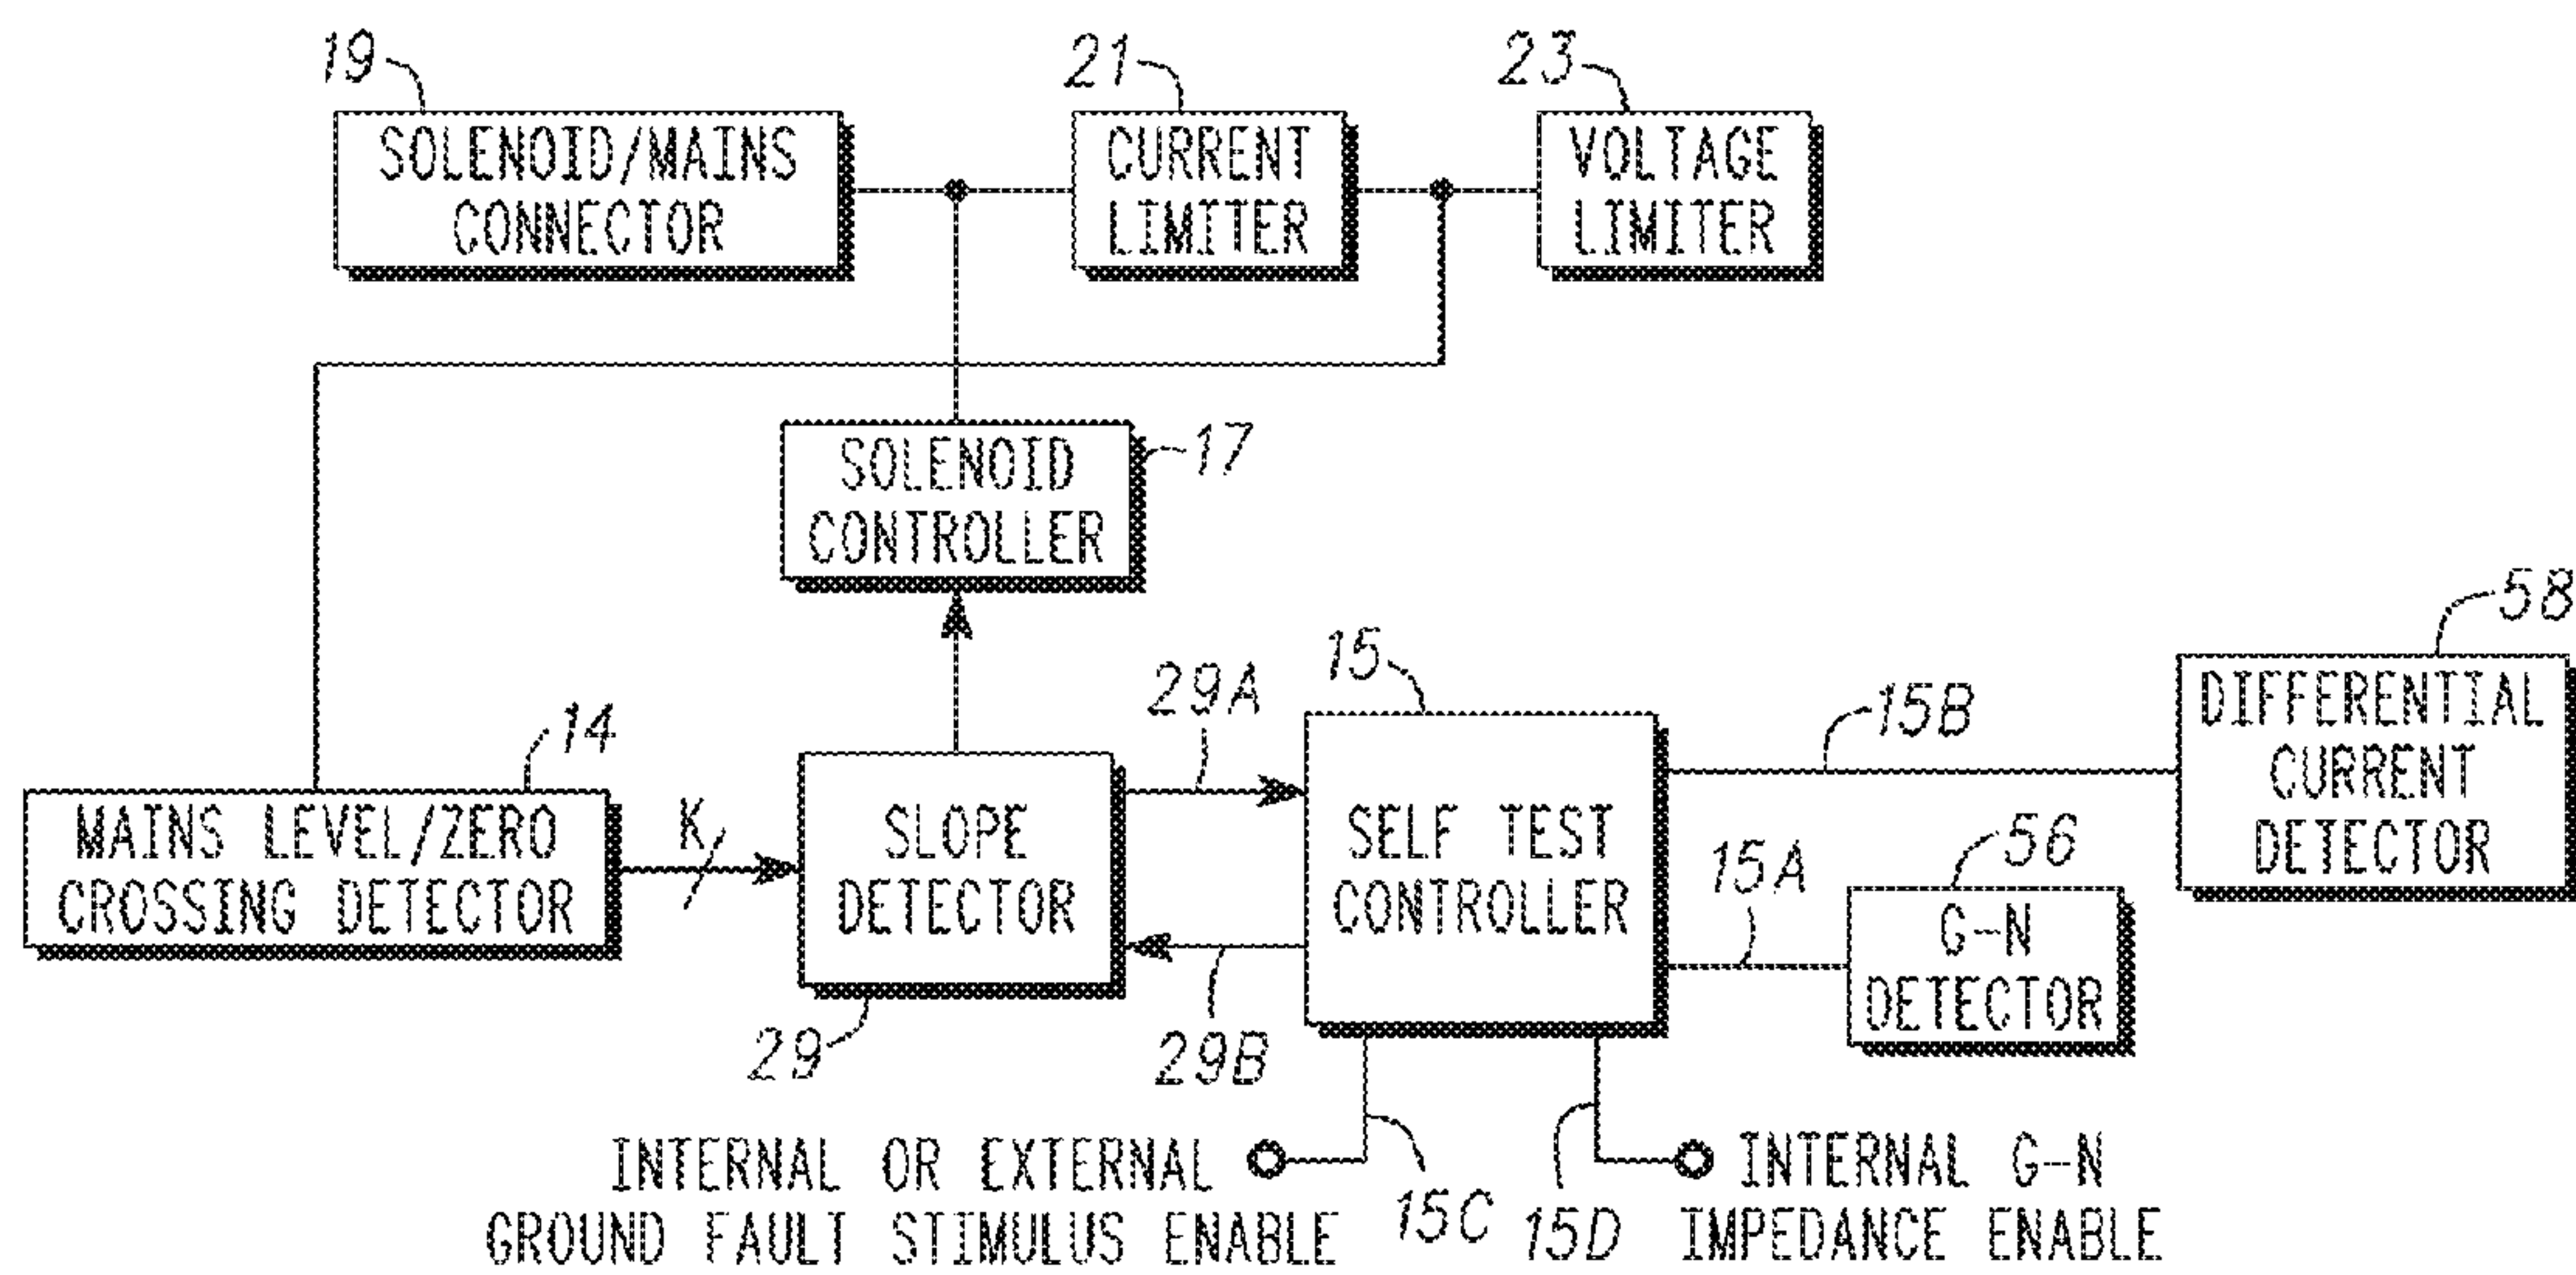 19
21
23
SOLENOID/MAINS
CONNECTOR
CURRENT
LIMITER
VOLTAGE
LIMITER
SOLENOID
CONTROLLER
17
58
15
29A
15B
DIFFERENTIAL
CURRENT
DETECTOR
14
MAINS LEVEL/ZERO
CROSSING DETECTOR
K
SLOPE
DETECTOR
SELF TEST
CONTROLLER
15A
56
G-N
DETECTOR
29
29B
INTERNAL OR EXTERNAL
GROUND FAULT STIMULUS ENABLE
15C
15D
INTERNAL G-N
IMPEDANCE ENABLE